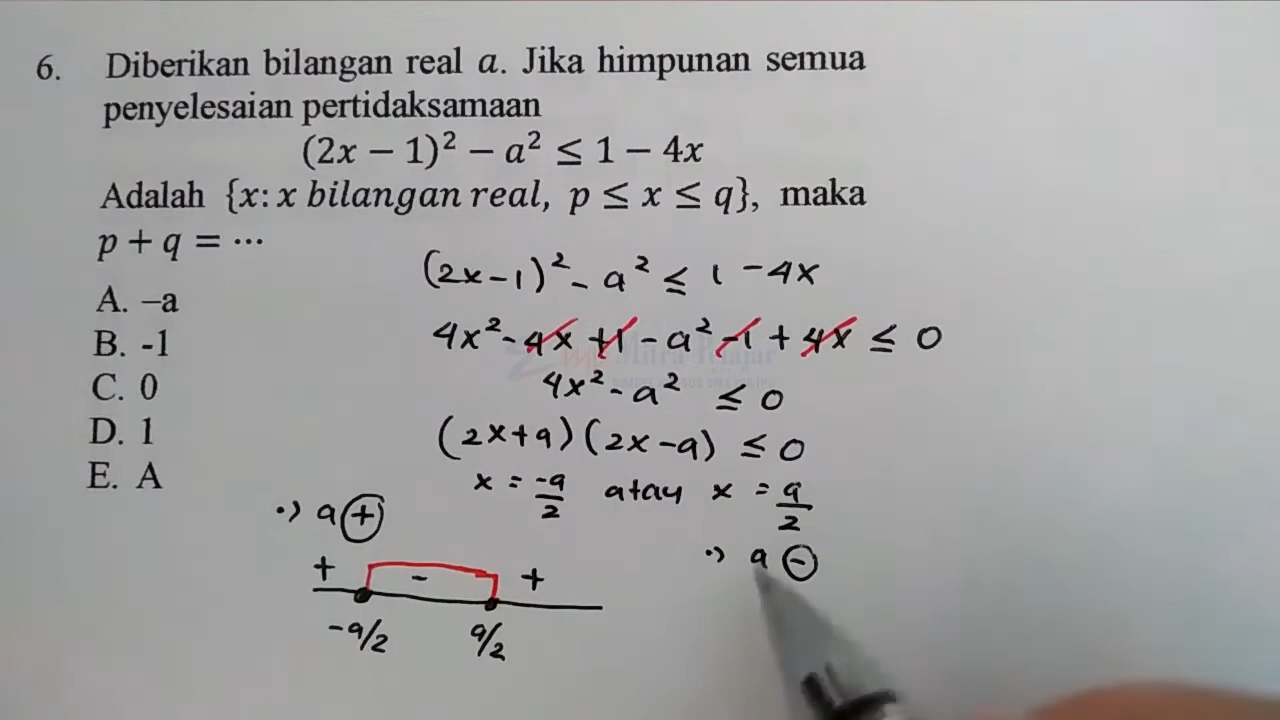 6. Diberikan bilangan real a. Jika himpunan semua
penyelesaian pertidaksamaan
(2x − 1)² − a² ≤ 1 − 4x
Adalah {x: x bilangan real, p ≤ x ≤ q}, maka
p + q = ⋯
A. –a
B. -1
C. 0
D. 1
E. A
(2x-1)² - a² ≤ 1 - 4x
4x² - 4x + 1 - a² - 1 + 4x ≤ 0
Mitra Pelajar
4x² - a² ≤ 0
(2x+a)(2x-a) ≤ 0
x = -a/2 atau x = a/2
•) a (+)
•) a (-)
+ - +
-a/2 a/2